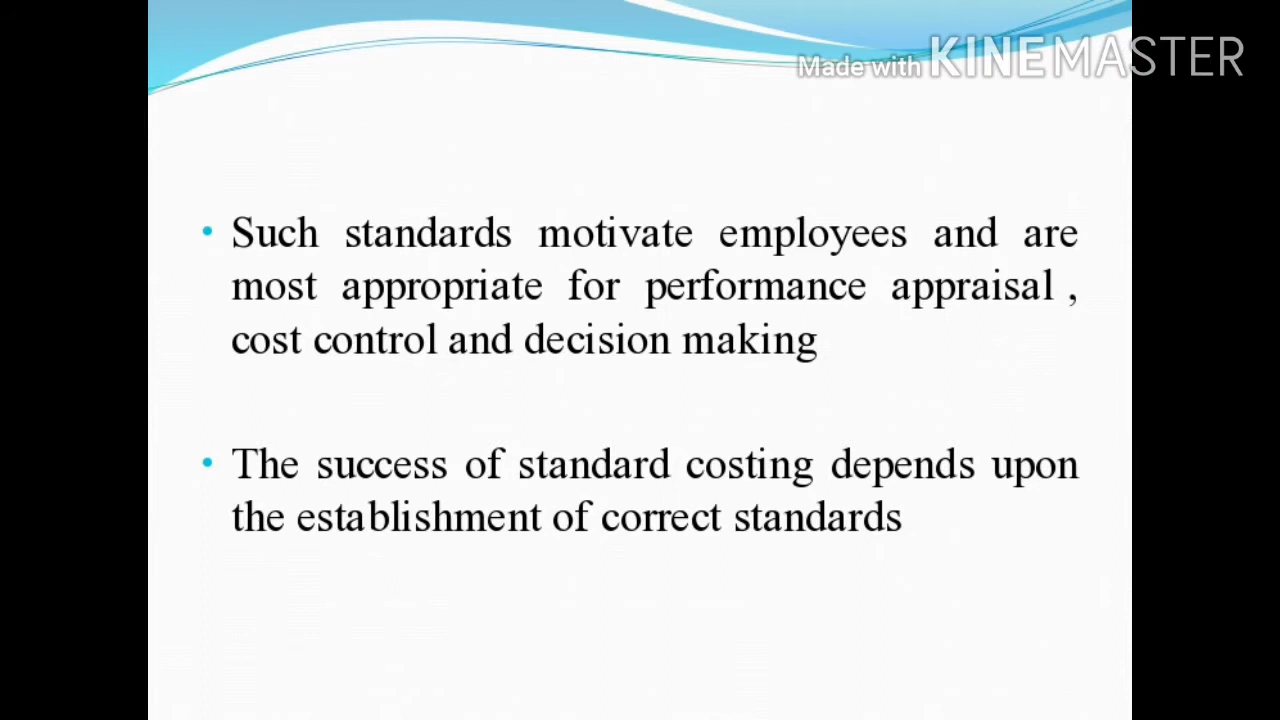 Made with KINEMASTER
• Such standards motivate employees and are
most appropriate for performance appraisal ,
cost control and decision making
• The success of standard costing depends upon
the establishment of correct standards